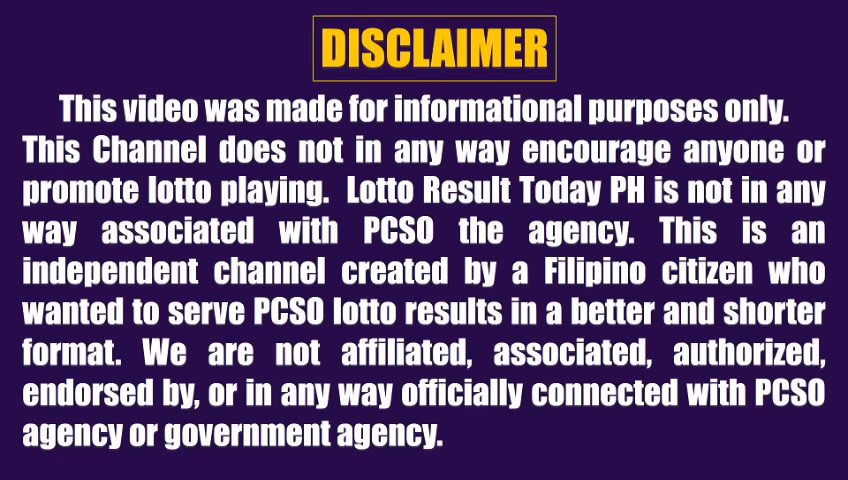 DISCLAIMER
This video was made for informational purposes only.
This Channel does not in any way encourage anyone or
promote lotto playing. Lotto Result Today PH is not in any
way associated with PCSO the agency. This is an
independent channel created by a Filipino citizen who
wanted to serve PCSO lotto results in a better and shorter
format. We are not affiliated, associated, authorized,
endorsed by, or in any way officially connected with PCSO
agency or government agency.